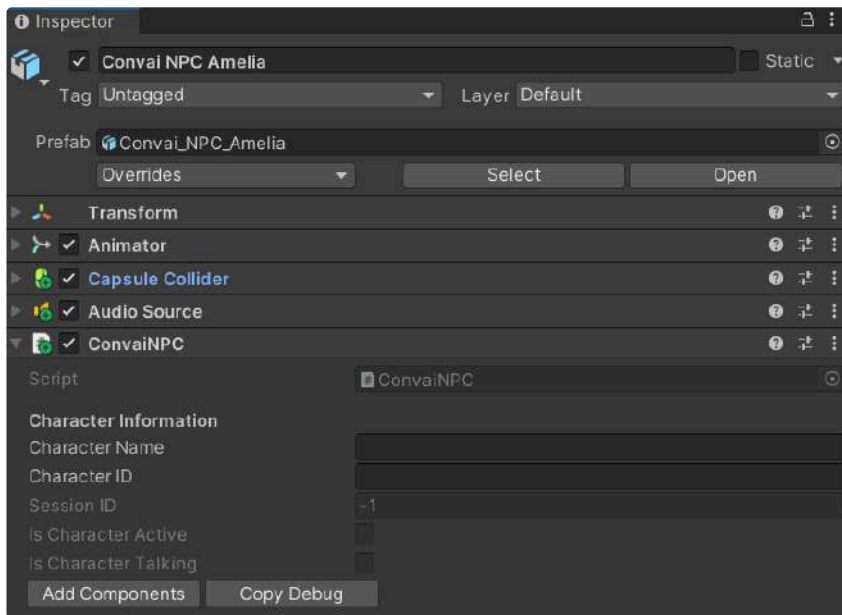 Inspector
Convai NPC Amelia Static
Tag Untagged Layer Default
Prefab Convai_NPC_Amelia
Overrides Select Open
Transform
Animator
Capsule Collider
Audio Source
ConvaiNPC
Script ConvaiNPC
Character Information
Character Name
Character ID
Session ID -1
Is Character Active
Is Character Talking
Add Components Copy Debug